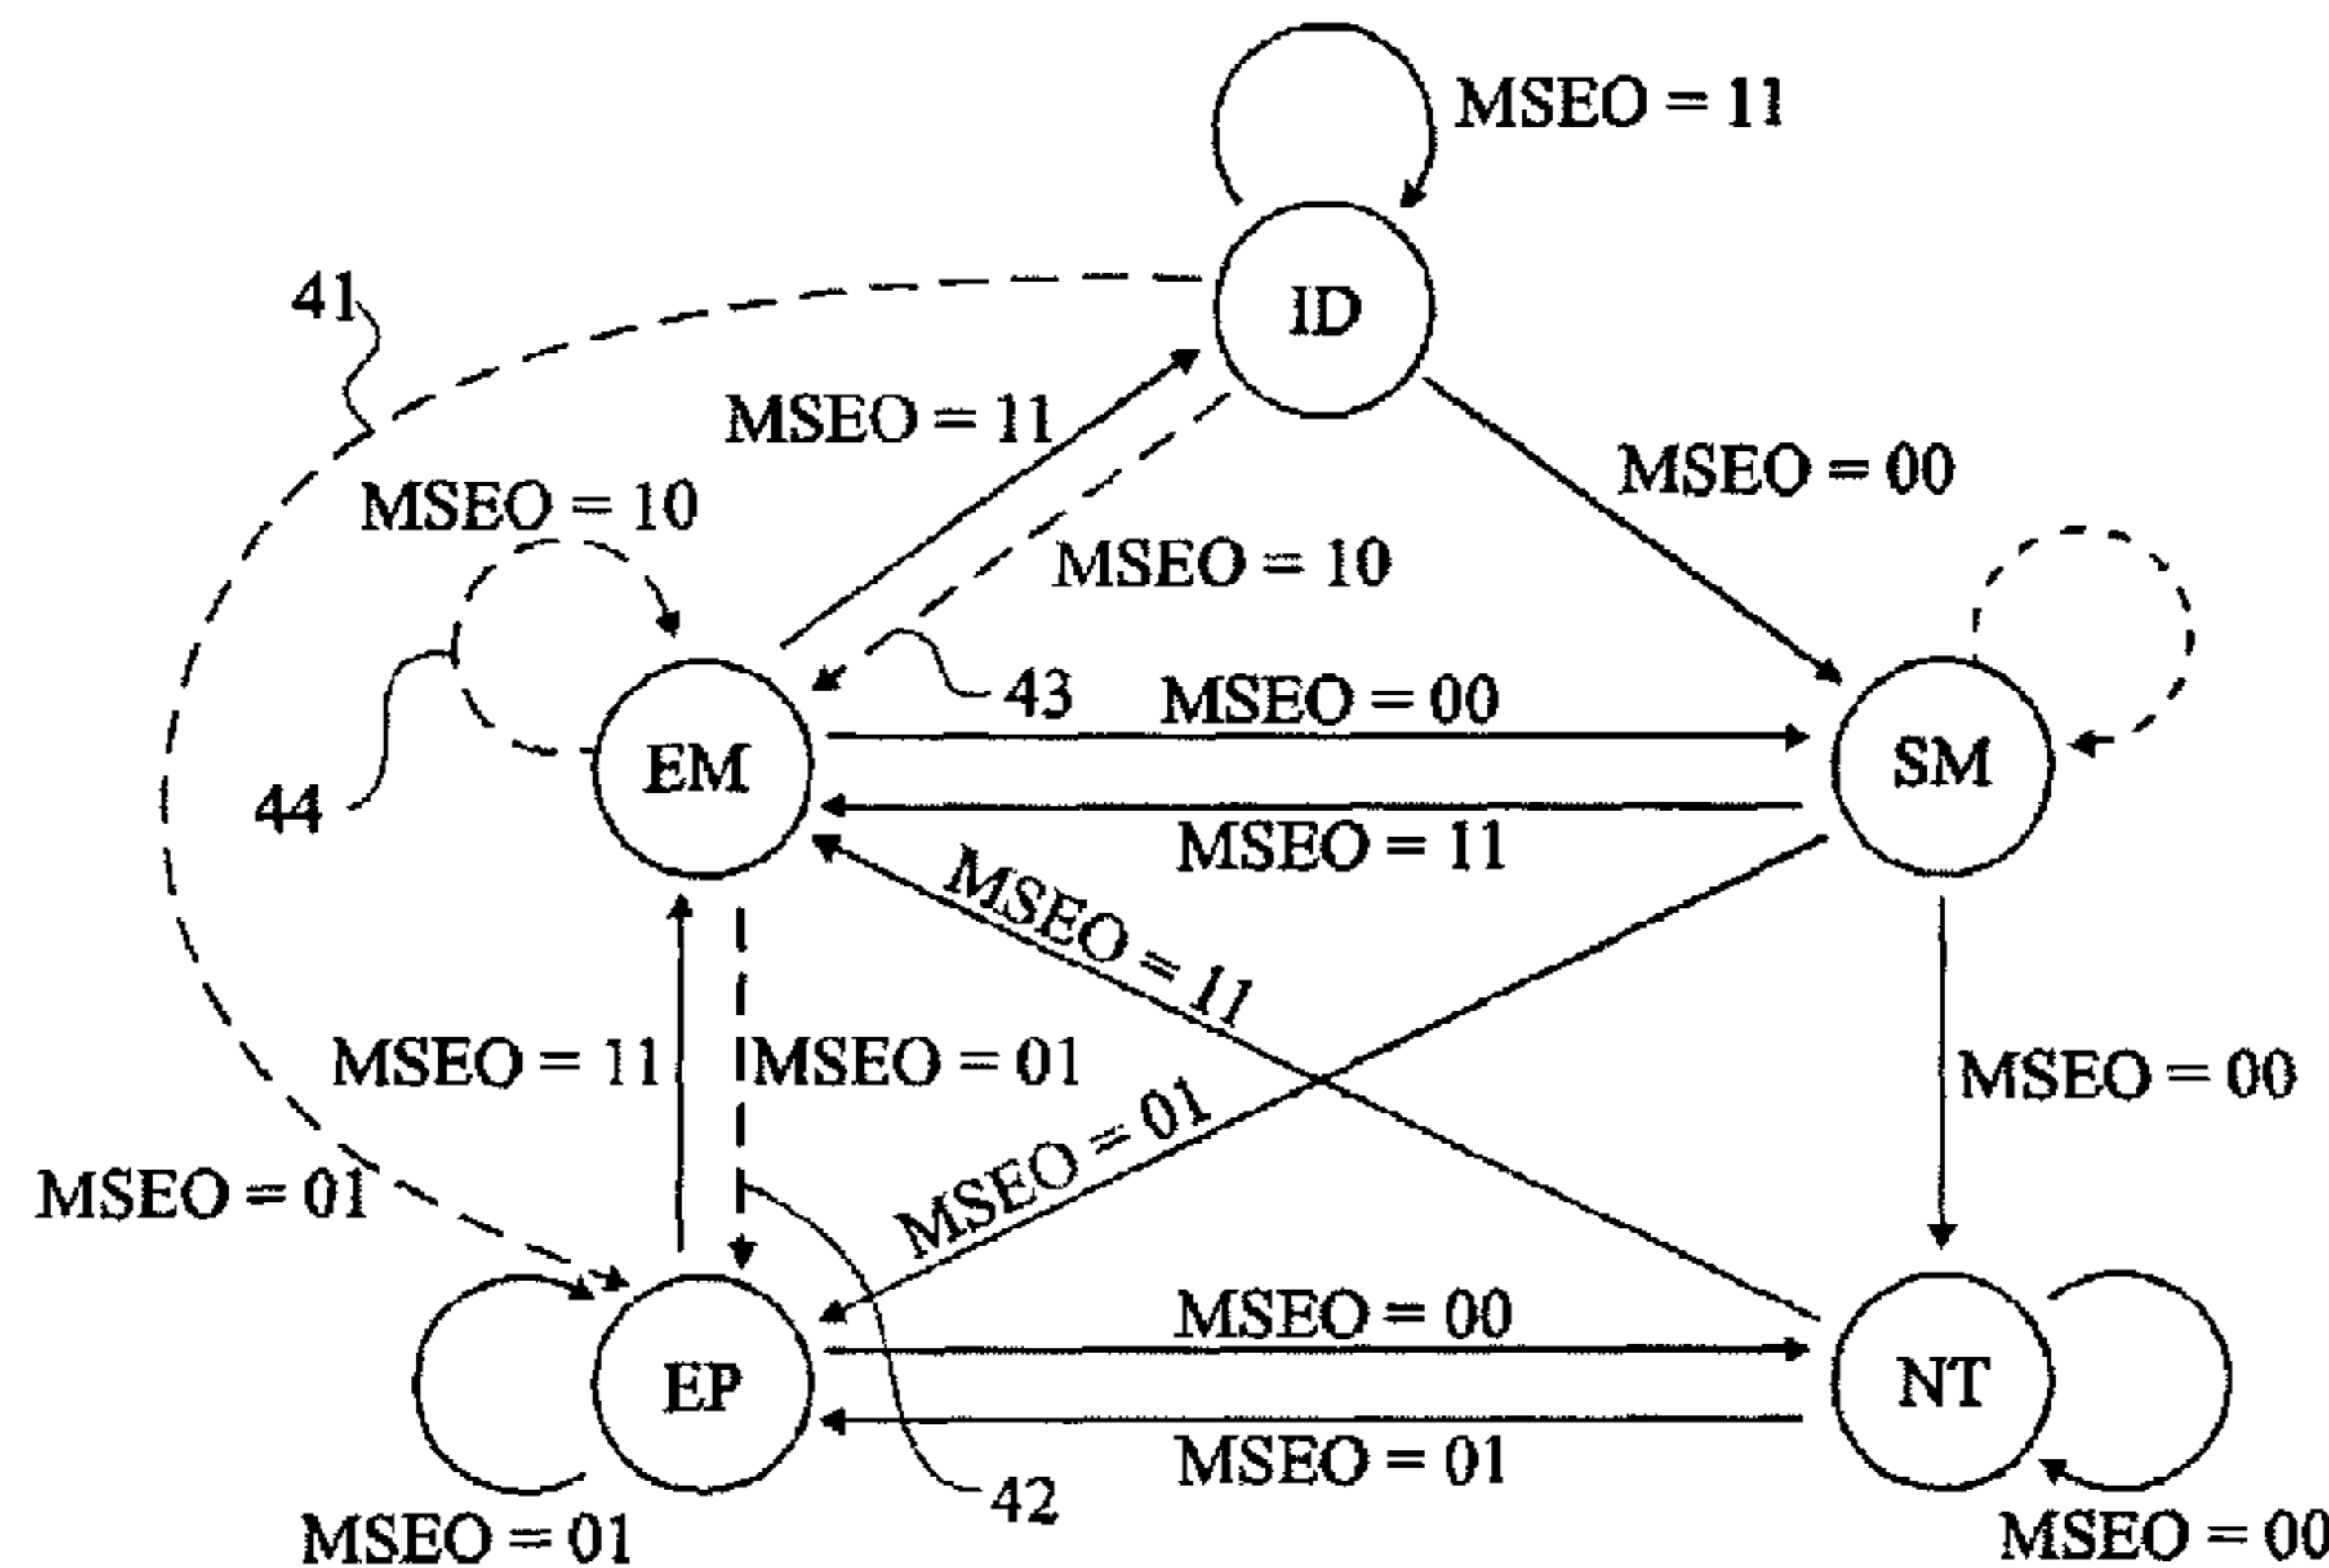 MSEO = 11
41
ID
MSEO = 11
MSEO = 00
MSEO = 10
MSEO = 10
43
MSEO = 00
EM
SM
44
MSEO = 11
MSEO = 11
MSEO = 11
MSEO = 01
MSEO = 00
MSEO = 01
MSEO = 01
MSEO = 00
EP
NT
MSEO = 01
42
MSEO = 01
MSEO = 00